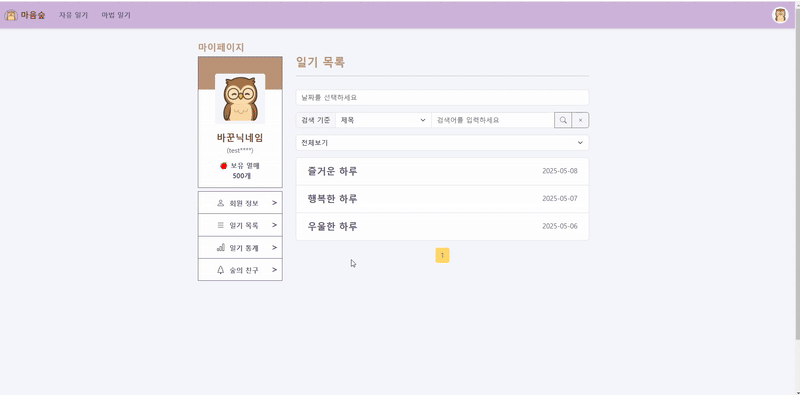 마음숲 자유 일기 마법 일기
마이페이지
바꾼닉네임
(test****)
보유 열매
500개
회원 정보 >
일기 목록 >
일기 통계 >
숲의 친구 >
일기 목록
날짜를 선택하세요
검색 기준 제목 검색어를 입력하세요 ×
전체보기
즐거운 하루 2025-05-08
행복한 하루 2025-05-07
우울한 하루 2025-05-06
1